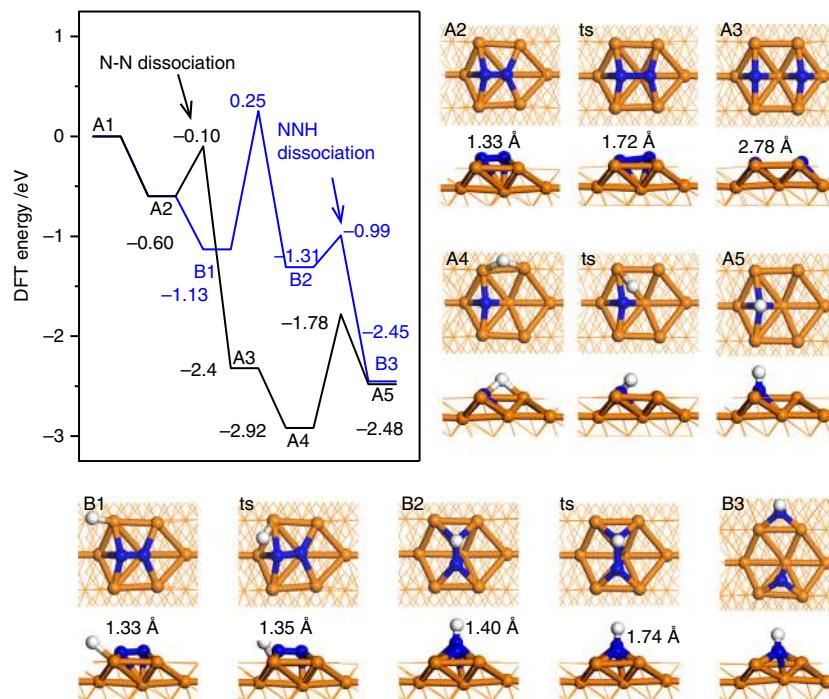 1
0
−1
−2
−3
DFT energy /eV
N-N dissociation
0.25
A1
−0.10
NNH
dissociation
A2
−0.60
−0.99
B1
−1.31
B2
−1.13
−1.78
−2.45
A3
−2.4
B3
A5
−2.92
A4
−2.48
A2
ts
A3
1.33 Å
1.72 Å
2.78 Å
A4
ts
A5
B1
ts
B2
ts
B3
1.33 Å
1.35 Å
1.40 Å
1.74 Å